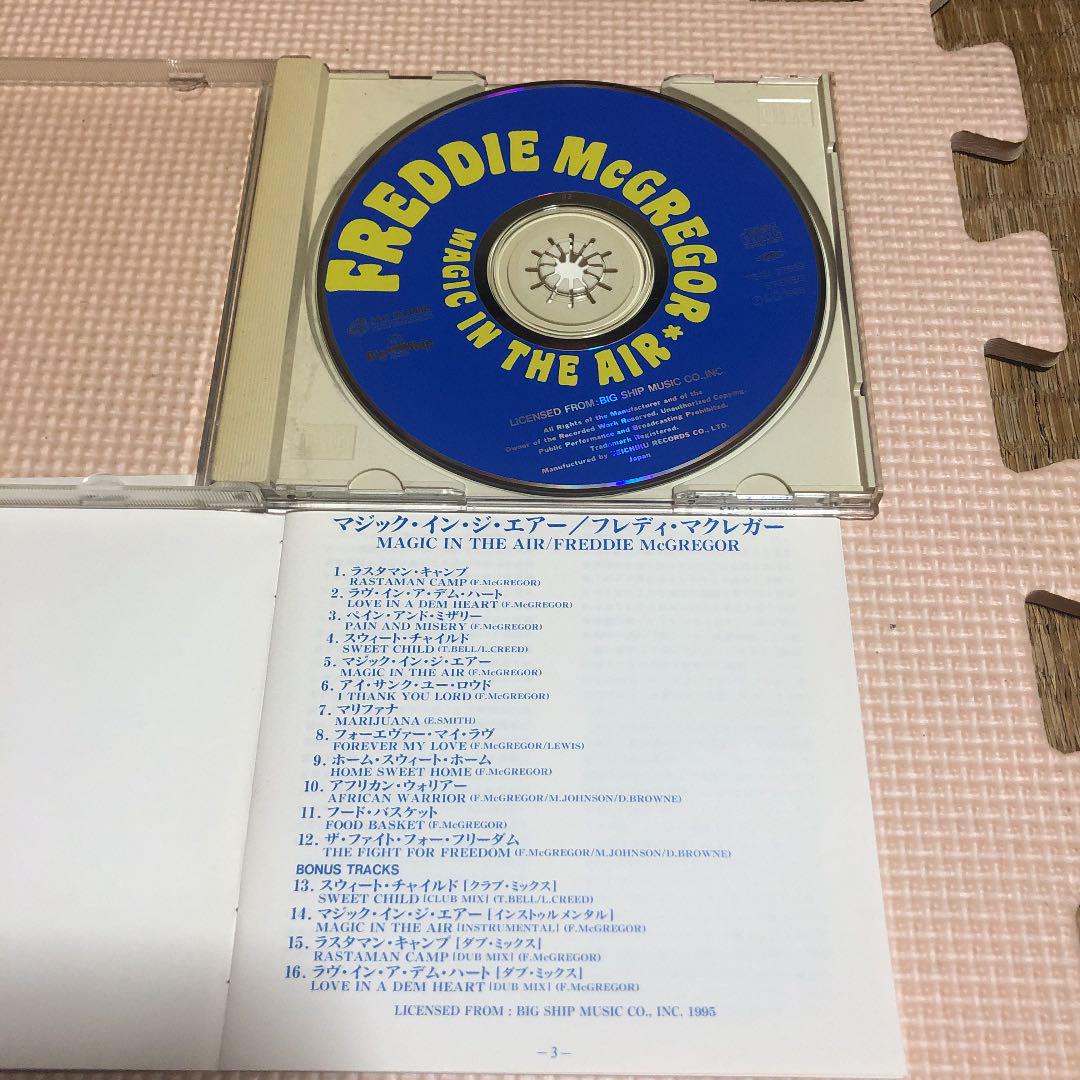 FREDDIE McGREGOR*
MAGIC IN THE AIR
LICENSED FROM : BIG SHIP MUSIC CO., INC.
All Rights of the Manufacturer and of the
Owner of the Recorded Work Reserved. Unauthorized Copying.
Public Performance and Broadcasting Prohibited.
Trademark Registered.
Manufactured by TEICHIKU RECORDS CO., LTD.
Japan
マジック・イン・ジ・エアー/フレディ・マクレガー
MAGIC IN THE AIR/FREDDIE McGREGOR
1. ラスタマン・キャンプ
RASTAMAN CAMP (F.McGREGOR)
2. ラヴ・イン・ア・デム・ハート
LOVE IN A DEM HEART (F.McGREGOR)
3. ペイン・アンド・ミザリー
PAIN AND MISERY (F.McGREGOR)
4. スウィート・チャイルド
SWEET CHILD (T.BELL/L.CREED)
5. マジック・イン・ジ・エアー
MAGIC IN THE AIR (F.McGREGOR)
6. アイ・サンク・ユー・ロウド
I THANK YOU LORD (F.McGREGOR)
7. マリファナ
MARIJUANA (E.SMITH)
8. フォーエヴァー・マイ・ラヴ
FOREVER MY LOVE (F.McGREGOR/LEWIS)
9. ホーム・スウィート・ホーム
HOME SWEET HOME (F.McGREGOR)
10. アフリカン・ウォリアー
AFRICAN WARRIOR (F.McGREGOR/M.JOHNSON/D.BROWNE)
11. フード・バスケット
FOOD BASKET (F.McGREGOR)
12. ザ・ファイト・フォー・フリーダム
THE FIGHT FOR FREEDOM (F.McGREGOR/M.JOHNSON/D.BROWNE)
BONUS TRACKS
13. スウィート・チャイルド [クラブ・ミックス]
SWEET CHILD [CLUB MIX] (T.BELL/L.CREED)
14. マジック・イン・ジ・エアー [インストゥルメンタル]
MAGIC IN THE AIR [INSTRUMENTAL] (F.McGREGOR)
15. ラスタマン・キャンプ [ダブ・ミックス]
RASTAMAN CAMP [DUB MIX] (F.McGREGOR)
16. ラヴ・イン・ア・デム・ハート [ダブ・ミックス]
LOVE IN A DEM HEART [DUB MIX] (F.McGREGOR)
LICENSED FROM : BIG SHIP MUSIC CO., INC. 1995
－3－